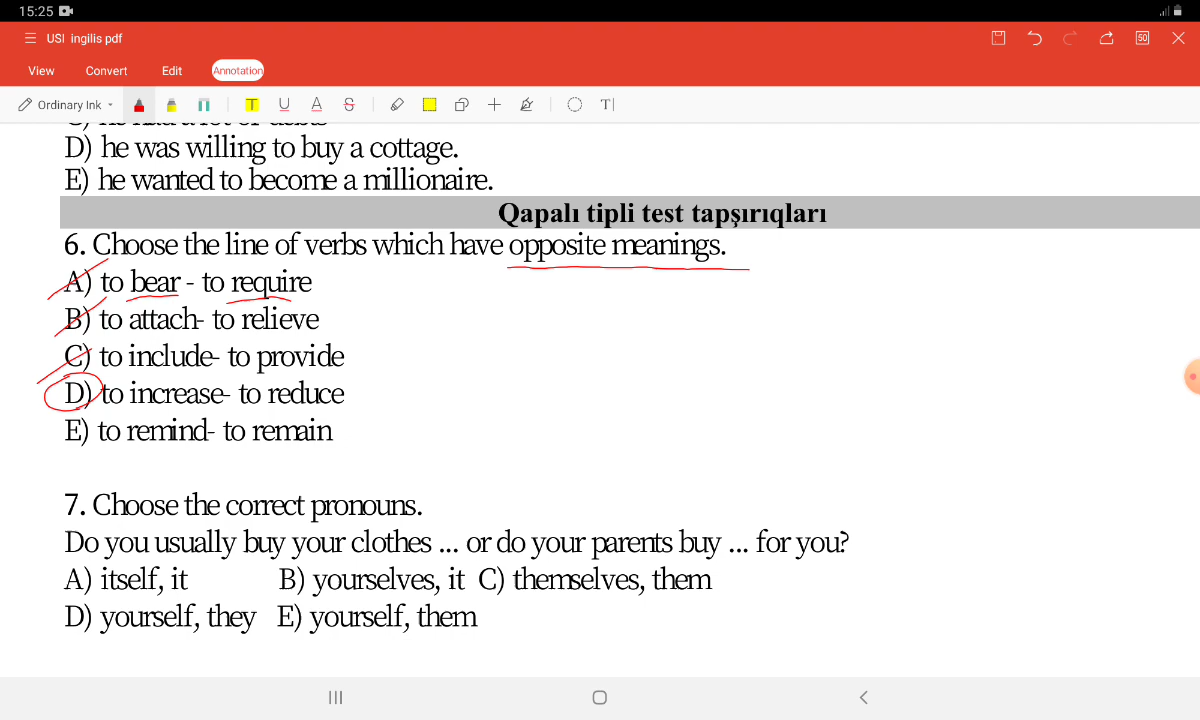 15:25
USI ingilis pdf
50
View Convert Edit Annotation
Ordinary Ink T U A S T
D) he was willing to buy a cottage.
E) he wanted to become a millionaire.
Qapalı tipli test tapşırıqları
6. Choose the line of verbs which have opposite meanings.
A) to bear - to require
B) to attach- to relieve
C) to include- to provide
D) to increase- to reduce
E) to remind- to remain
7. Choose the correct pronouns.
Do you usually buy your clothes ... or do your parents buy ... for you?
A) itself, it B) yourselves, it C) themselves, them
D) yourself, they E) yourself, them